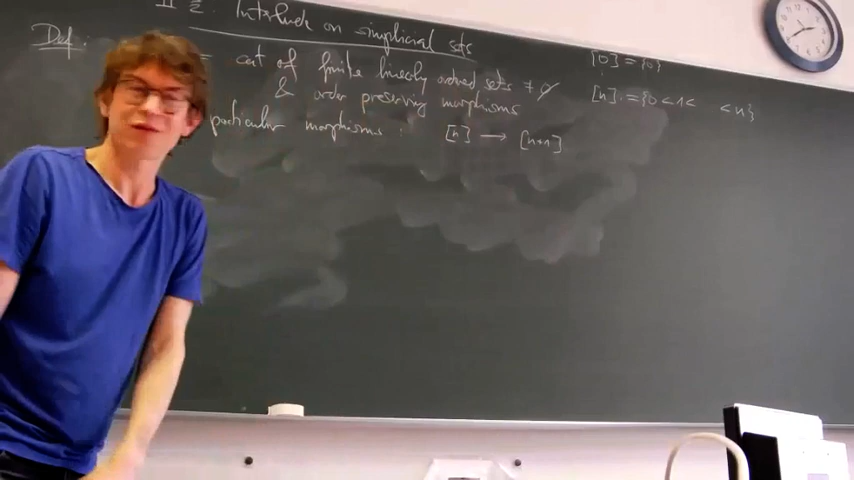 II 2. Interlude on simplicial sets
Def:
= cat of finite linearly ordered sets ≠ ∅
& order preserving morphisms
particular morphisms : [n] → [n+1]
[0] = {0}
[n] := {0 < 1 < < n}